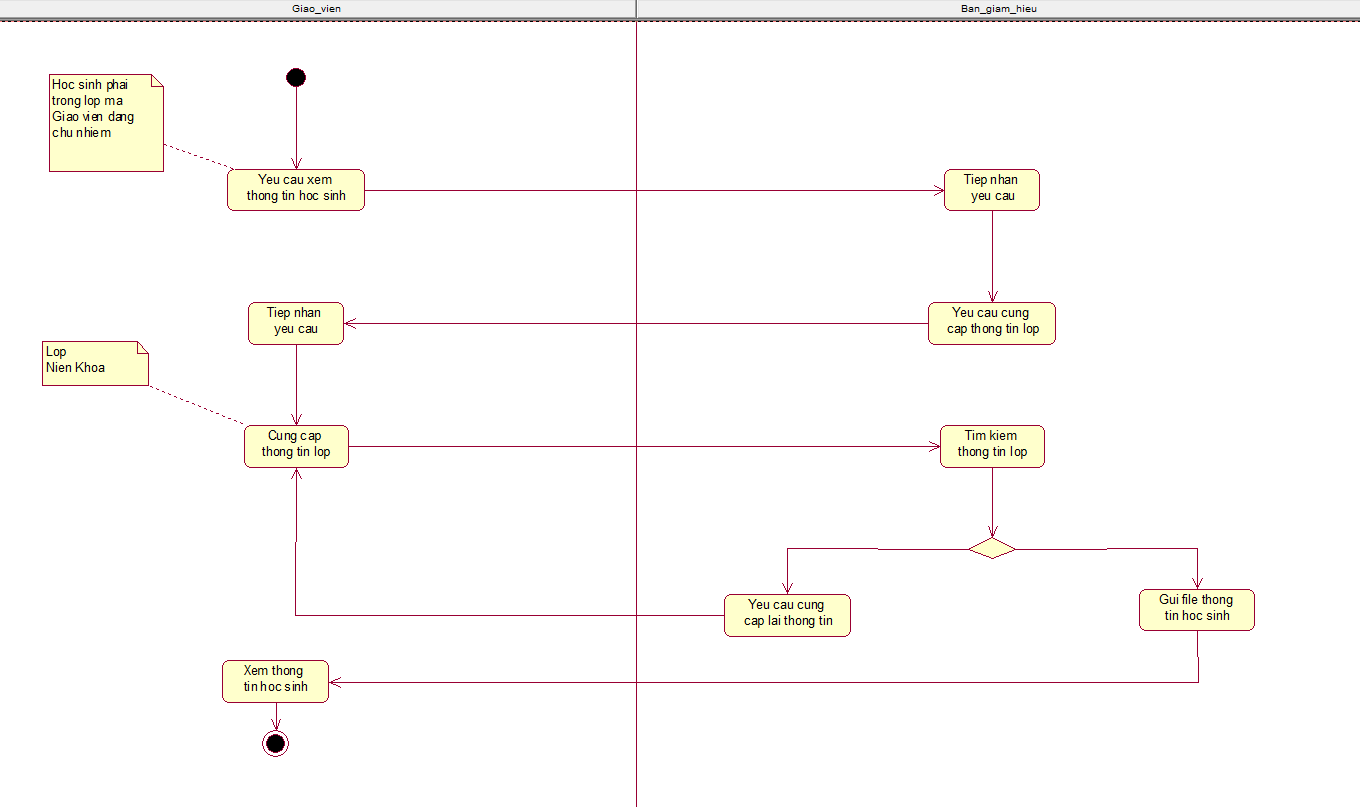 Giao_vien
Ban_giam_hieu
Hoc sinh phai
trong lop ma
Giao vien dang
chu nhiem
Yeu cau xem
thong tin hoc sinh
Tiep nhan
yeu cau
Tiep nhan
yeu cau
Yeu cau cung
cap thong tin lop
Lop
Nien Khoa
Cung cap
thong tin lop
Tim kiem
thong tin lop
Yeu cau cung
cap lai thong tin
Gui file thong
tin hoc sinh
Xem thong
tin hoc sinh